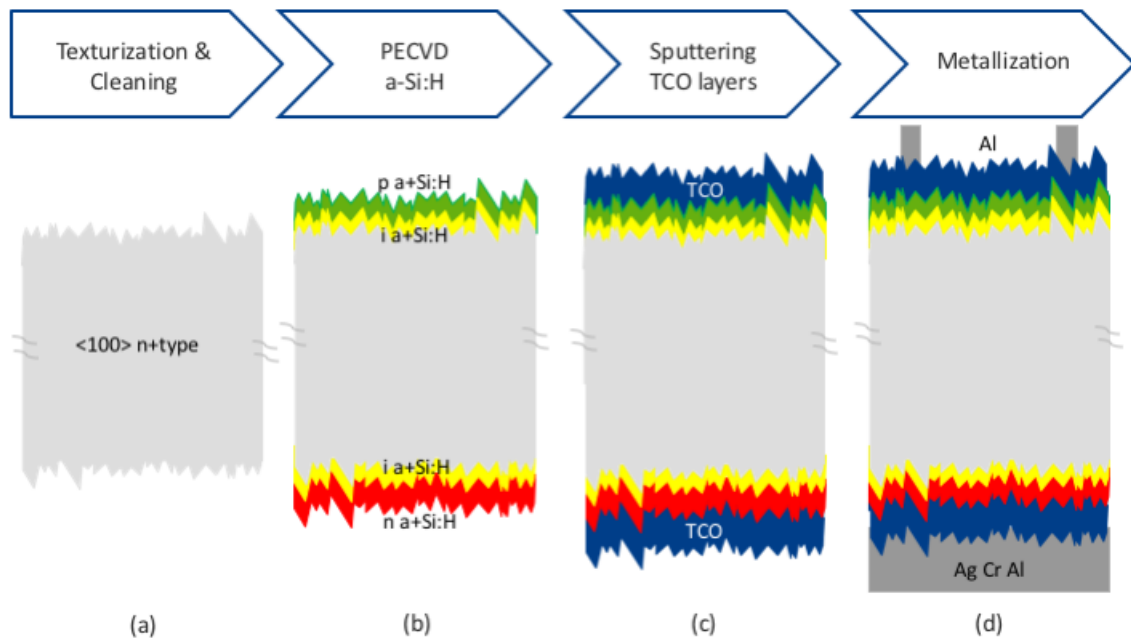 Texturization &
Cleaning
PECVD
a-Si:H
Sputtering
TCO layers
Metallization
Al
p a+Si:H
TCO
i a+Si:H
<100> n+type
i a+Si:H
n a+Si:H
TCO
Ag Cr Al
(a)
(b)
(c)
(d)